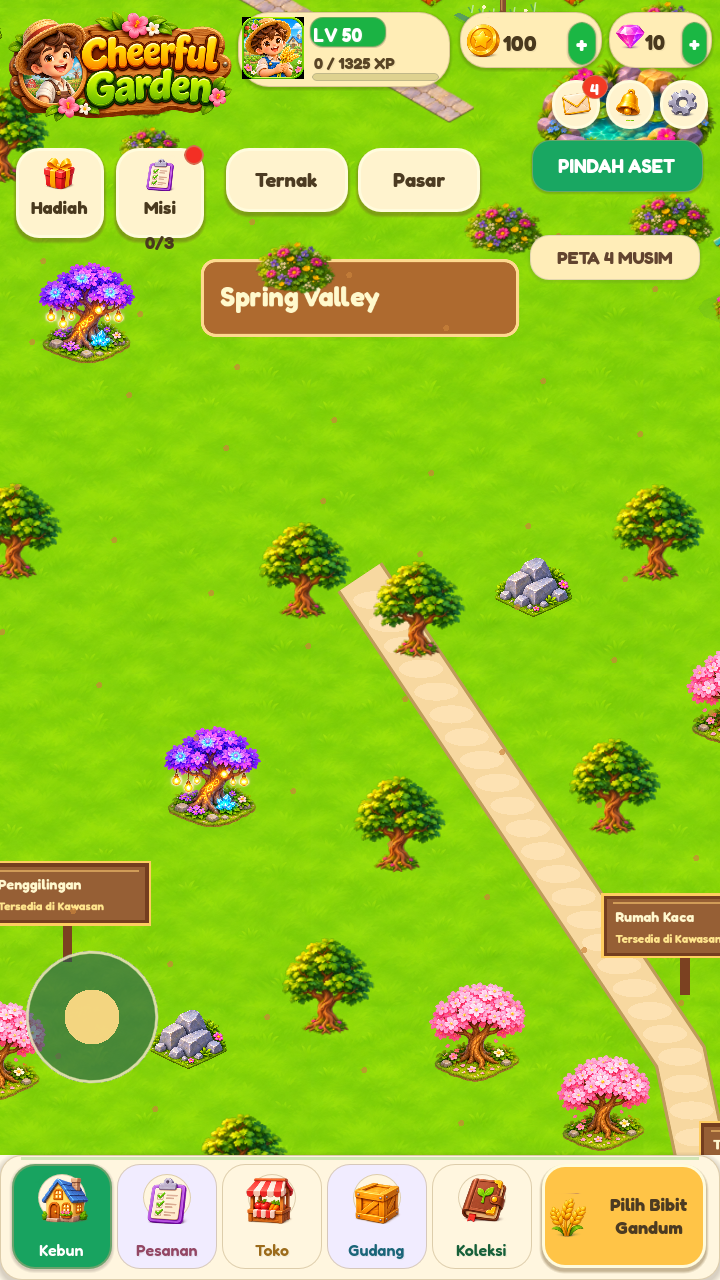 Cheerful
Garden
LV 50
0 / 1325 XP
100
+
10
+
4
Hadiah
Misi
0/3
Ternak
Pasar
PINDAH ASET
PETA 4 MUSIM
Spring Valley
Penggilingan
Tersedia di Kawasan
Rumah Kaca
Tersedia di Kawasan
T
Kebun
Pesanan
Toko
Gudang
Koleksi
Pilih Bibit
Gandum